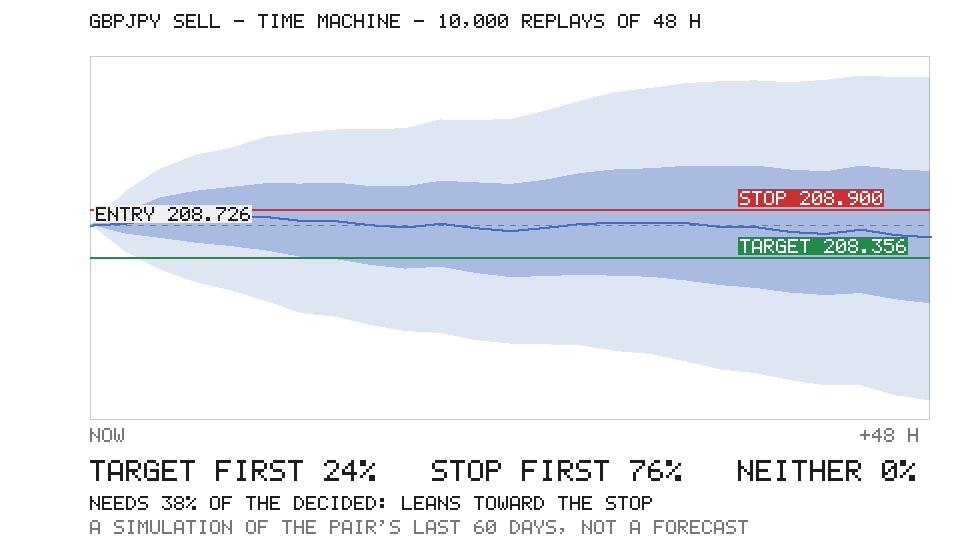 GBPJPY SELL - TIME MACHINE - 10,000 REPLAYS OF 48 H
STOP 208.900
ENTRY 208.726
TARGET 208.356
NOW +48 H
TARGET FIRST 24% STOP FIRST 76% NEITHER 0%
NEEDS 38% OF THE DECIDED: LEANS TOWARD THE STOP
A SIMULATION OF THE PAIR'S LAST 60 DAYS, NOT A FORECAST